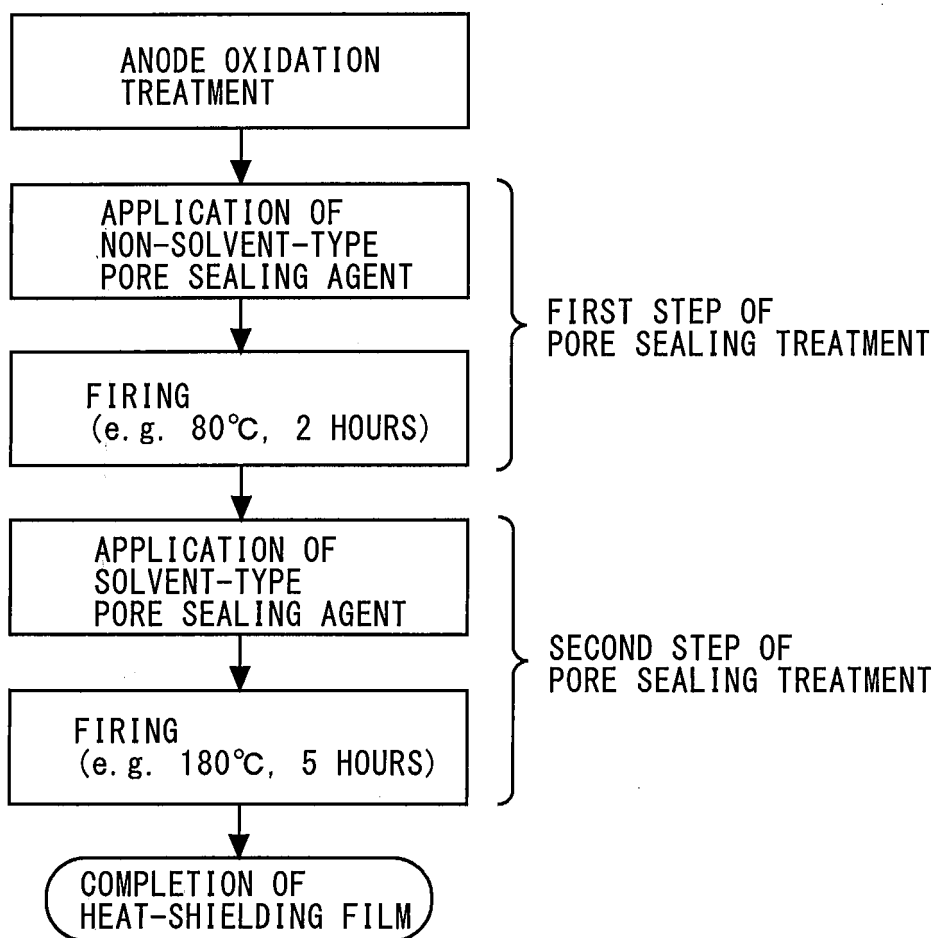 ANODE OXIDATION
TREATMENT
APPLICATION OF
NON-SOLVENT-TYPE
PORE SEALING AGENT
FIRING
(e.g. 80℃, 2 HOURS)
FIRST STEP OF
PORE SEALING TREATMENT
APPLICATION OF
SOLVENT-TYPE
PORE SEALING AGENT
FIRING
(e.g. 180℃, 5 HOURS)
SECOND STEP OF
PORE SEALING TREATMENT
COMPLETION OF
HEAT-SHIELDING FILM